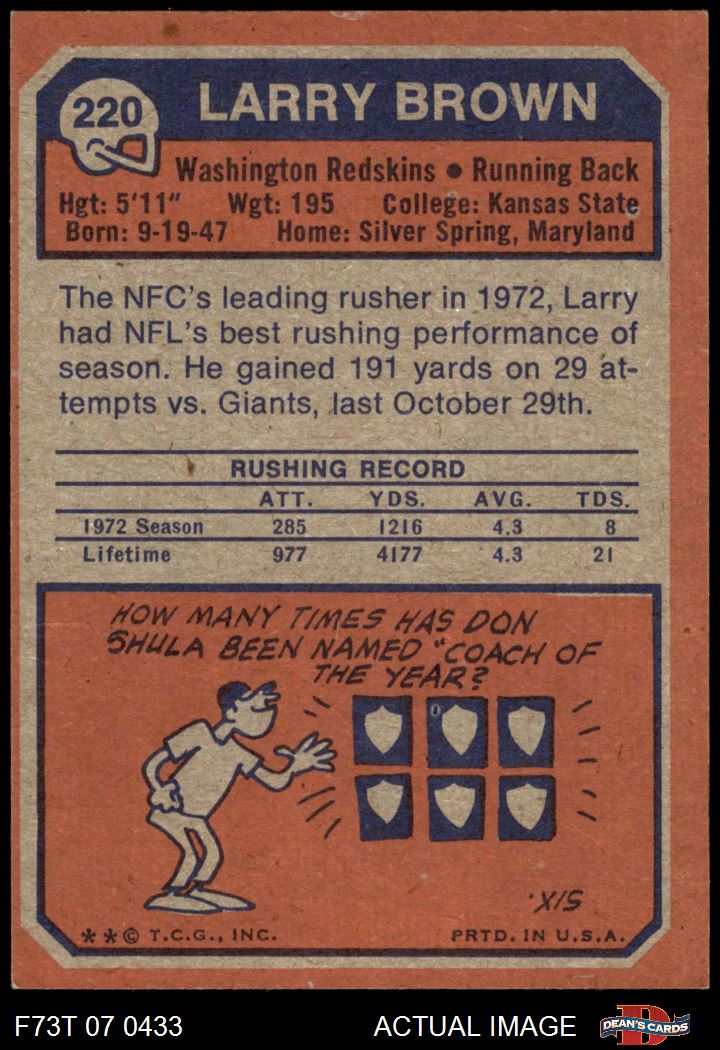 220
LARRY BROWN
Washington Redskins • Running Back
Hgt: 5'11" Wgt: 195 College: Kansas State
Born: 9-19-47 Home: Silver Spring, Maryland
The NFC's leading rusher in 1972, Larry
had NFL's best rushing performance of
season. He gained 191 yards on 29 at-
tempts vs. Giants, last October 29th.
RUSHING RECORD
ATT. YDS. AVG. TDS.
1972 Season 285 1216 4.3 8
Lifetime 977 4177 4.3 21
HOW MANY TIMES HAS DON
SHULA BEEN NAMED "COACH OF
THE YEAR?
SIX.
**© T.C.G., INC. PRTD. IN U.S.A.
F73T 07 0433 ACTUAL IMAGE D DEAN'S CARDS